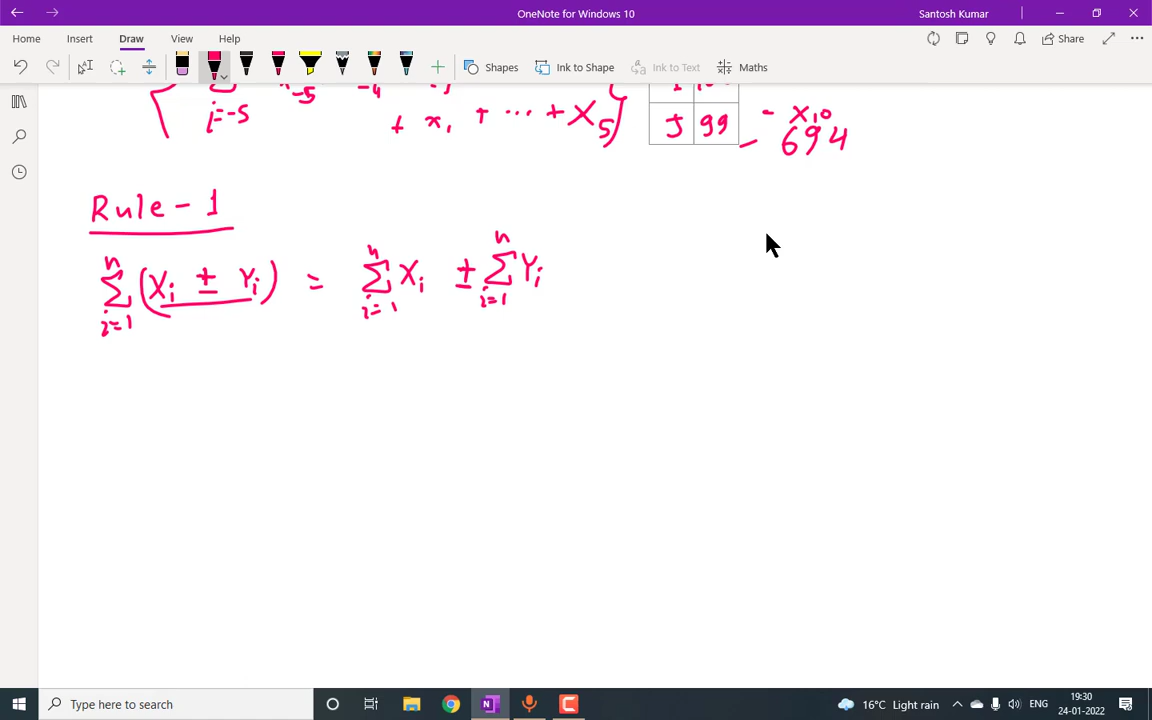 OneNote for Windows 10
Santosh Kumar
Home Insert Draw View Help
Share
Shapes Ink to Shape Ink to Text Maths
i=-5
+ x₁ + ... + X₅
5 99
- X₁₀
- 694
Rule - 1
n n n
∑ (Xi ± Yi) = ∑ Xi ± ∑ Yi
i=1 i=1 i=1
Type here to search
16°C Light rain
ENG
19:30
24-01-2022